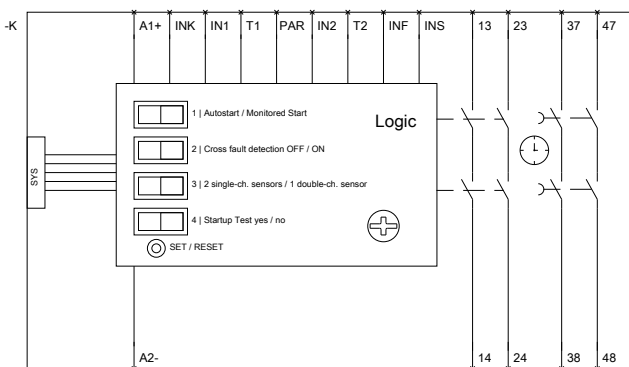 -K A1+ INK IN1 T1 PAR IN2 T2 INF INS 13 23 37 47
1 | Autostart / Monitored Start
Logic
2 | Cross fault detection OFF / ON
SYS
3 | 2 single-ch. sensors / 1 double-ch. sensor
4 | Startup Test yes / no
SET / RESET
A2- 14 24 38 48